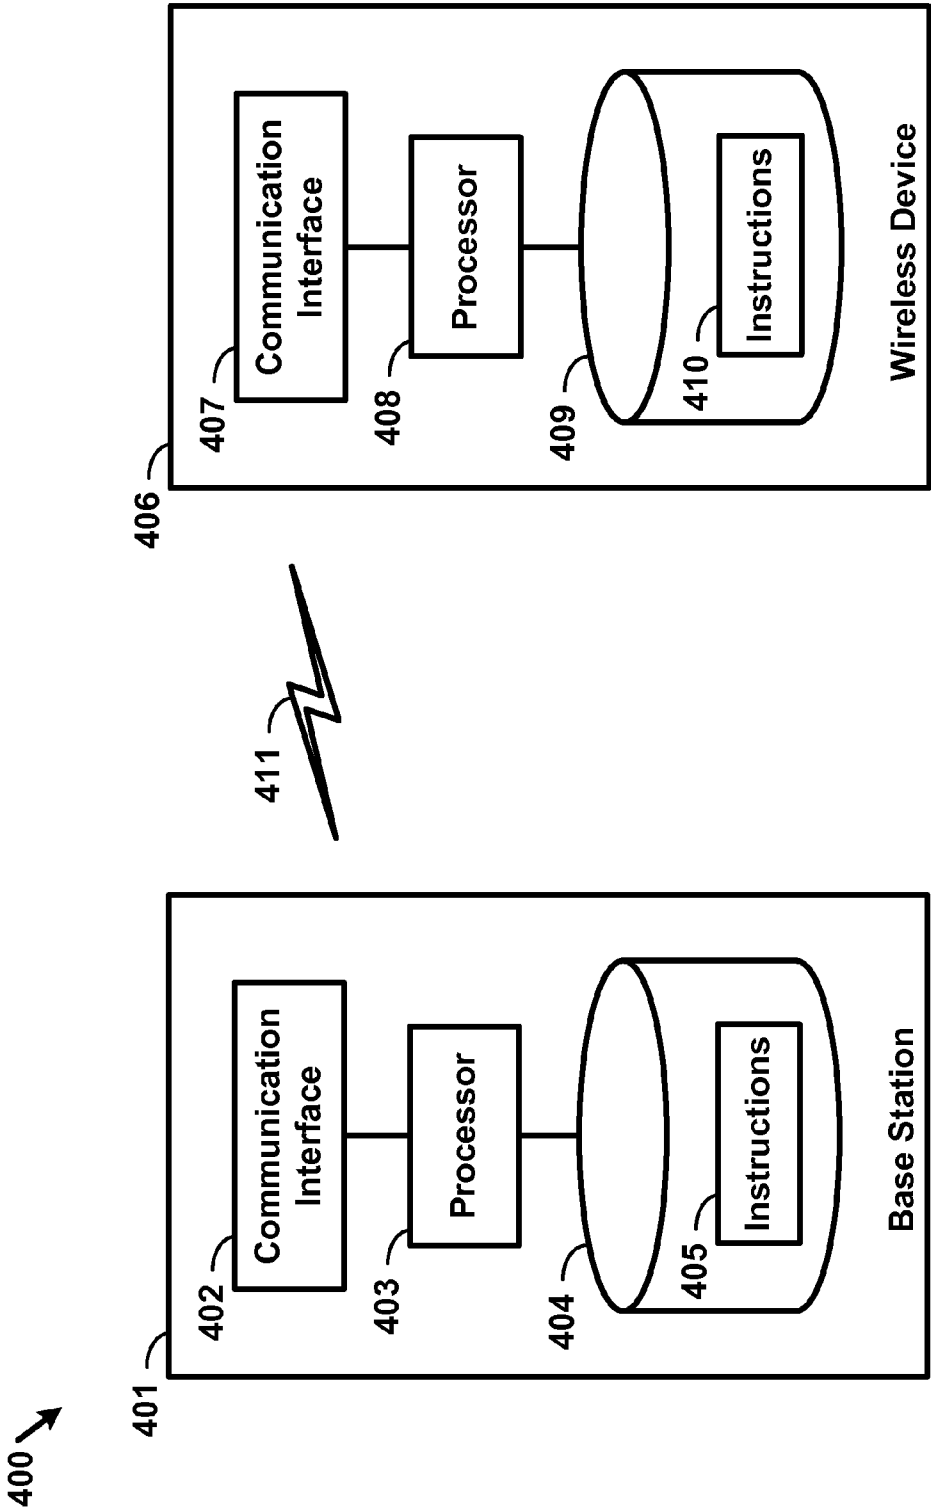 400
401
402
Communication
Interface
403
Processor
404
405
Instructions
Base Station
411
406
407
Communication
Interface
408
Processor
409
410
Instructions
Wireless Device